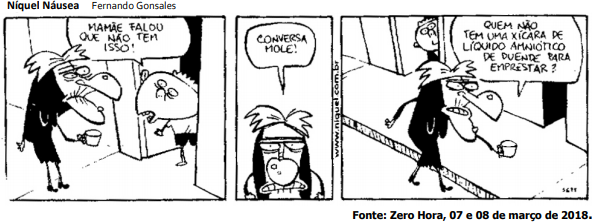 Níquel Náusea Fernando Gonsales
MAMÃE FALOU
QUE NÃO TEM
ISSO!
CONVERSA
MOLE!
www.niquel.com.br
QUEM NÃO
TEM UMA XÍCARA DE
LÍQUIDO AMNIÓTICO
DE DUENDE PARA
EMPRESTAR?
Fonte: Zero Hora, 07 e 08 de março de 2018.